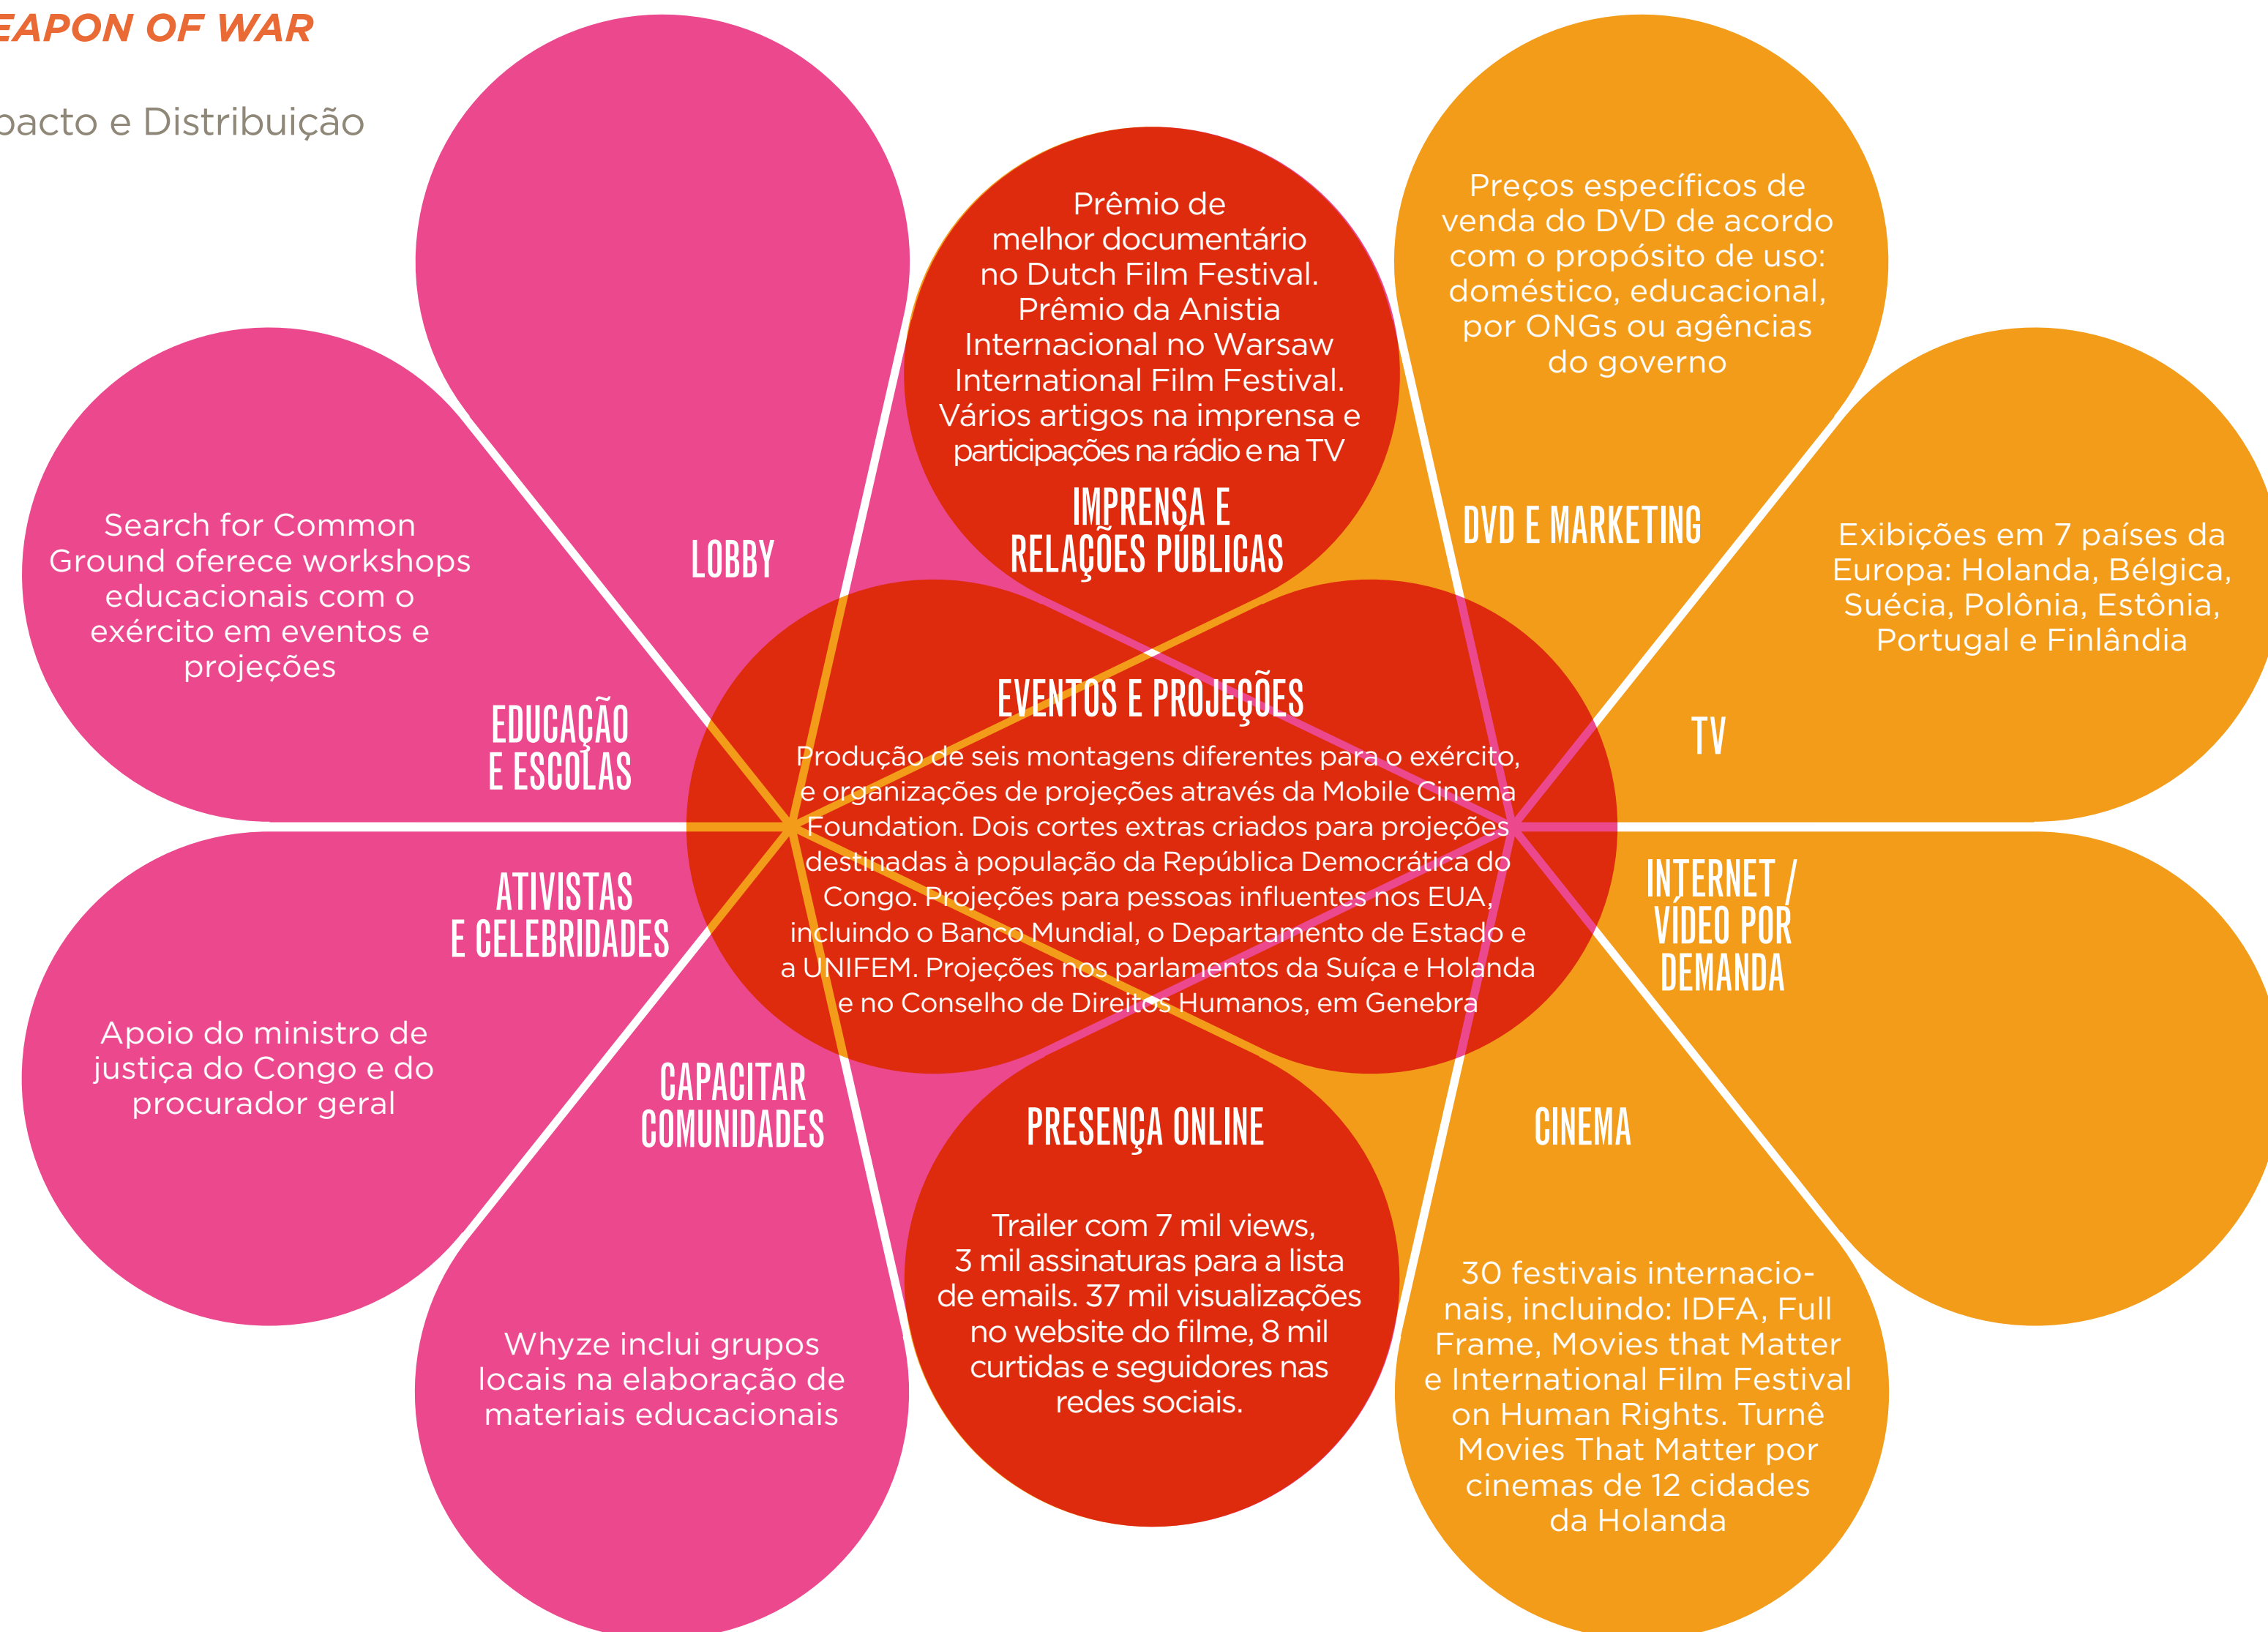 EAPON OF WAR
pacto e Distribuição
LOBBY
Prêmio de
melhor documentário
no Dutch Film Festival.
Prêmio da Anistia
Internacional no Warsaw
International Film Festival.
Vários artigos na imprensa e
participações na rádio e na TV
IMPRENSA E
RELAÇÕES PÚBLICAS
Preços específicos de
venda do DVD de acordo
com o propósito de uso:
doméstico, educacional,
por ONGs ou agências
do governo
DVD E MARKETING
Search for Common
Ground oferece workshops
educacionais com o
exército em eventos e
projeções
EDUCAÇÃO
E ESCOLAS
Exibições em 7 países da
Europa: Holanda, Bélgica,
Suécia, Polônia, Estônia,
Portugal e Finlândia
TV
EVENTOS E PROJEÇÕES
Produção de seis montagens diferentes para o exército,
e organizações de projeções através da Mobile Cinema
Foundation. Dois cortes extras criados para projeções
destinadas à população da República Democrática do
Congo. Projeções para pessoas influentes nos EUA,
incluindo o Banco Mundial, o Departamento de Estado e
a UNIFEM. Projeções nos parlamentos da Suíça e Holanda
e no Conselho de Direitos Humanos, em Genebra
ATIVISTAS
E CELEBRIDADES
Apoio do ministro de
justiça do Congo e do
procurador geral
INTERNET /
VÍDEO POR
DEMANDA
CAPACITAR
COMUNIDADES
Whyze inclui grupos
locais na elaboração de
materiais educacionais
PRESENÇA ONLINE
Trailer com 7 mil views,
3 mil assinaturas para a lista
de emails. 37 mil visualizações
no website do filme, 8 mil
curtidas e seguidores nas
redes sociais.
CINEMA
30 festivais internacio-
nais, incluindo: IDFA, Full
Frame, Movies that Matter
e International Film Festival
on Human Rights. Turnê
Movies That Matter por
cinemas de 12 cidades
da Holanda